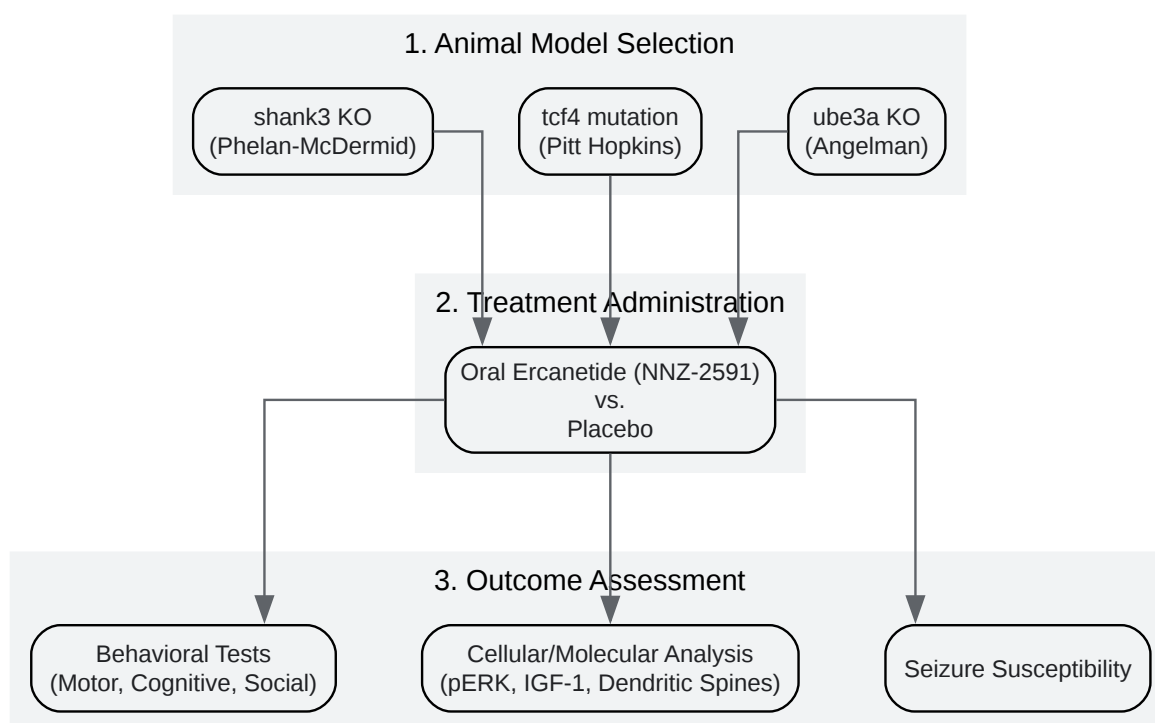 1. Animal Model Selection
shank3 KO
(Phelan-McDermid)
tcf4 mutation
(Pitt Hopkins)
ube3a KO
(Angelman)
2. Treatment Administration
Oral Ercanetide (NNZ-2591)
vs.
Placebo
3. Outcome Assessment
Behavioral Tests
(Motor, Cognitive, Social)
Cellular/Molecular Analysis
(pERK, IGF-1, Dendritic Spines)
Seizure Susceptibility